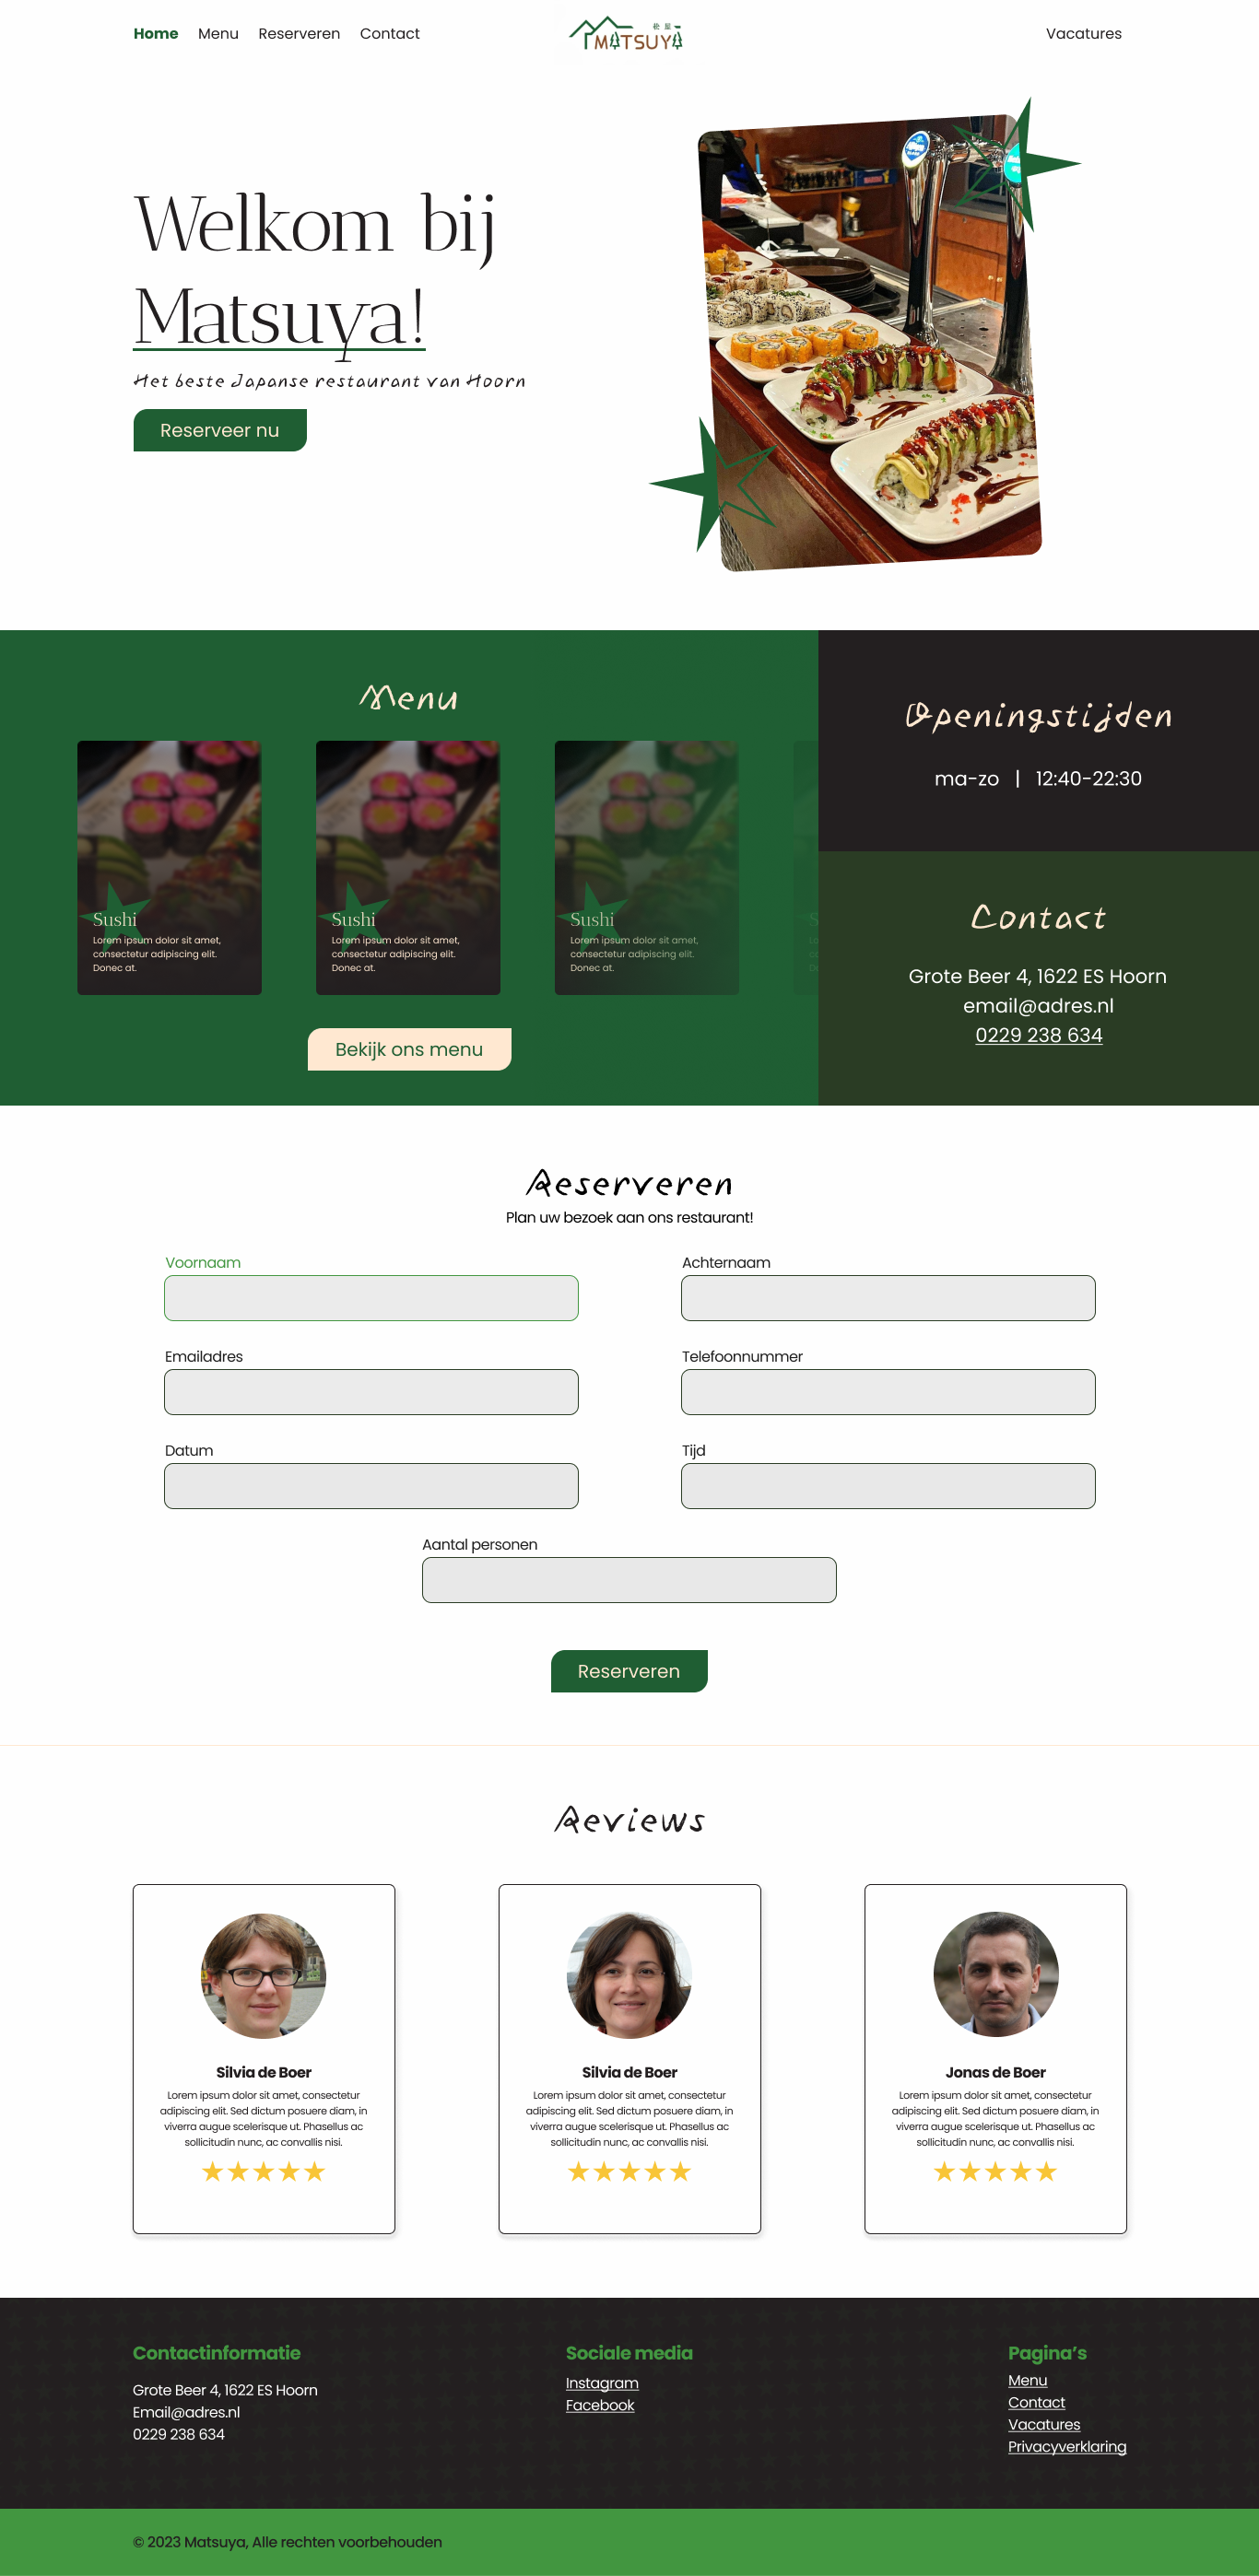 Home Menu Reserveren Contact
松屋
MATSUYA
Vacatures
Welkom bij
Matsuya!
Het beste Japanse restaurant van Hoorn
Reserveer nu
Menu
Sushi
Lorem ipsum dolor sit amet,
consectetur adipiscing elit.
Donec at.
Sushi
Lorem ipsum dolor sit amet,
consectetur adipiscing elit.
Donec at.
Sushi
Lorem ipsum dolor sit amet,
consectetur adipiscing elit.
Donec at.
Bekijk ons menu
Openingstijden
ma-zo | 12:40-22:30
Contact
Grote Beer 4, 1622 ES Hoorn
email@adres.nl
0229 238 634
Reserveren
Plan uw bezoek aan ons restaurant!
Voornaam
Achternaam
Emailadres
Telefoonnummer
Datum
Tijd
Aantal personen
Reserveren
Reviews
Silvia de Boer
Lorem ipsum dolor sit amet, consectetur
adipiscing elit. Sed dictum posuere diam, in
viverra augue scelerisque ut. Phasellus ac
sollicitudin nunc, ac convallis nisi.
Silvia de Boer
Lorem ipsum dolor sit amet, consectetur
adipiscing elit. Sed dictum posuere diam, in
viverra augue scelerisque ut. Phasellus ac
sollicitudin nunc, ac convallis nisi.
Jonas de Boer
Lorem ipsum dolor sit amet, consectetur
adipiscing elit. Sed dictum posuere diam, in
viverra augue scelerisque ut. Phasellus ac
sollicitudin nunc, ac convallis nisi.
Contactinformatie
Grote Beer 4, 1622 ES Hoorn
Email@adres.nl
0229 238 634
Sociale media
Instagram
Facebook
Pagina’s
Menu
Contact
Vacatures
Privacyverklaring
© 2023 Matsuya, Alle rechten voorbehouden